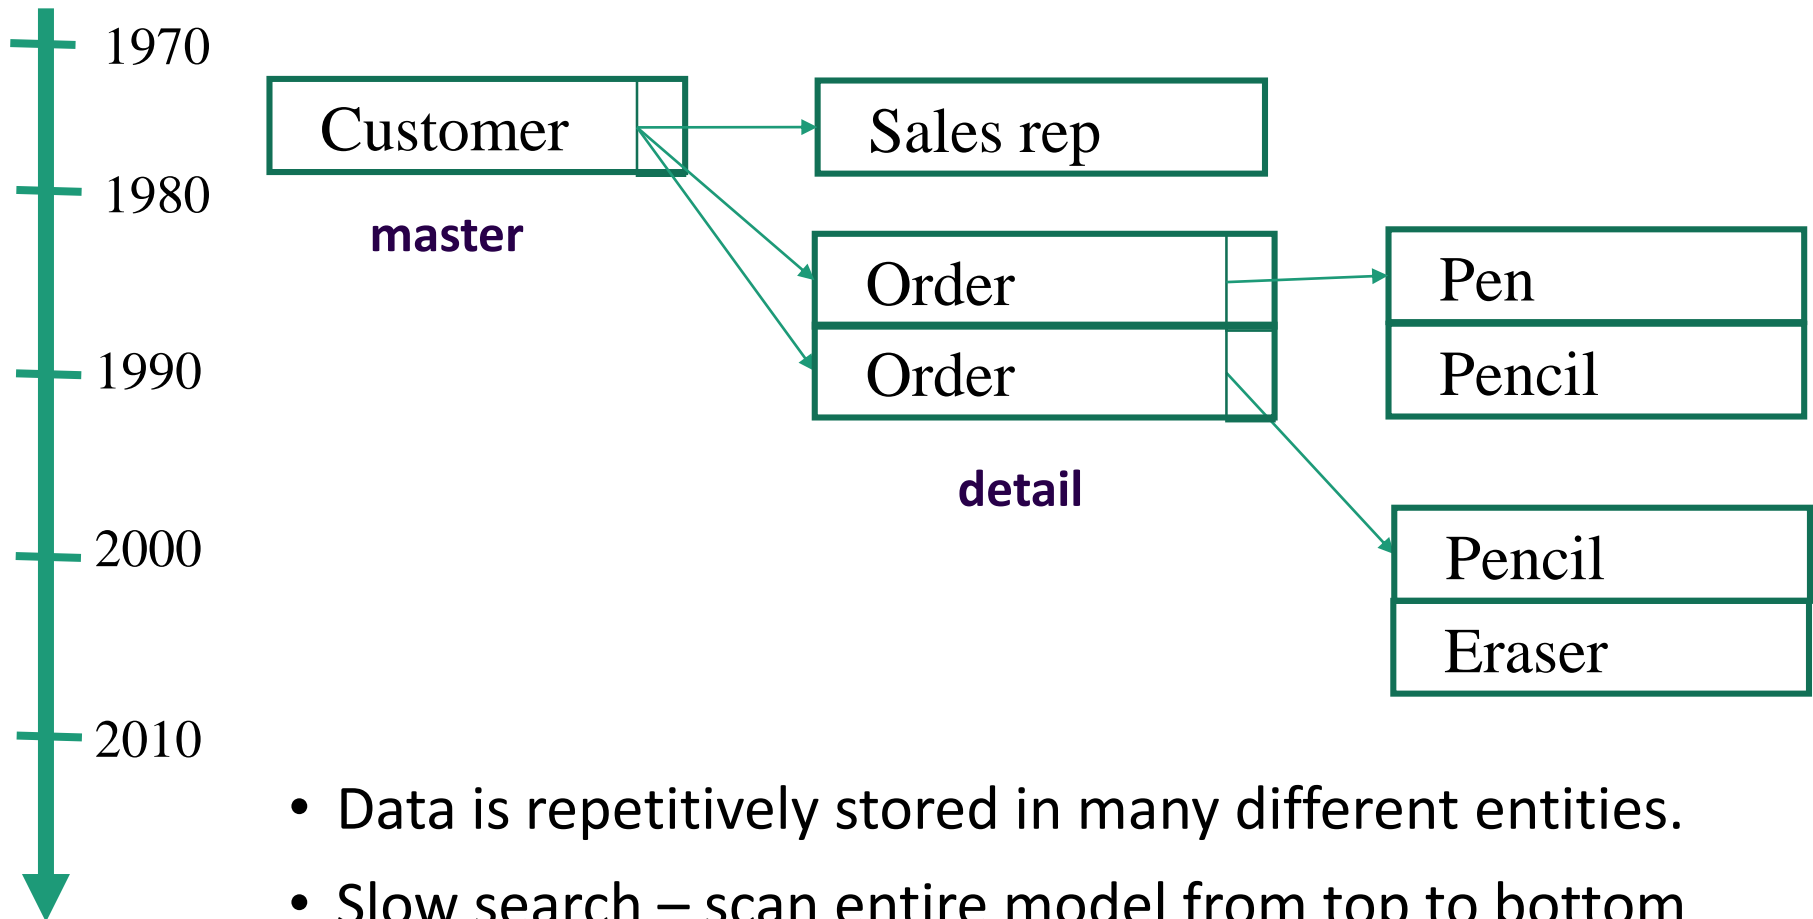 1970
Customer
Sales rep
1980
master
Order
Pen
Order
Pencil
1990
detail
2000
Pencil
Eraser
2010
• Data is repetitively stored in many different entities.
• Slow search – scan entire model from top to bottom